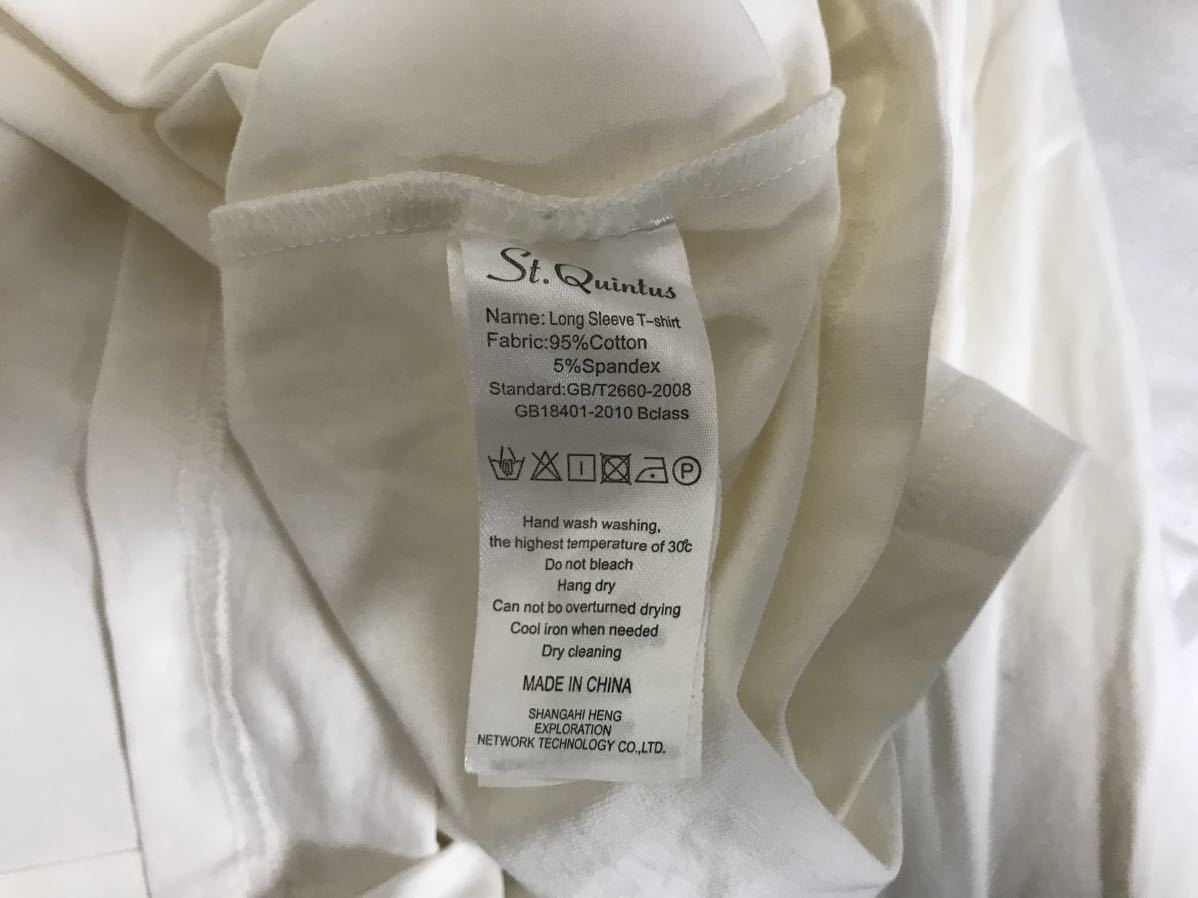 St. Quintus
Name: Long Sleeve T-shirt
Fabric:95%Cotton
5%Spandex
Standard:GB/T2660-2008
GB18401-2010 Bclass
P
Hand wash washing,
the highest temperature of 30℃
Do not bleach
Hang dry
Can not bo overturned drying
Cool iron when needed
Dry cleaning
MADE IN CHINA
SHANGAHI HENG
EXPLORATION
NETWORK TECHNOLOGY CO.,LTD.